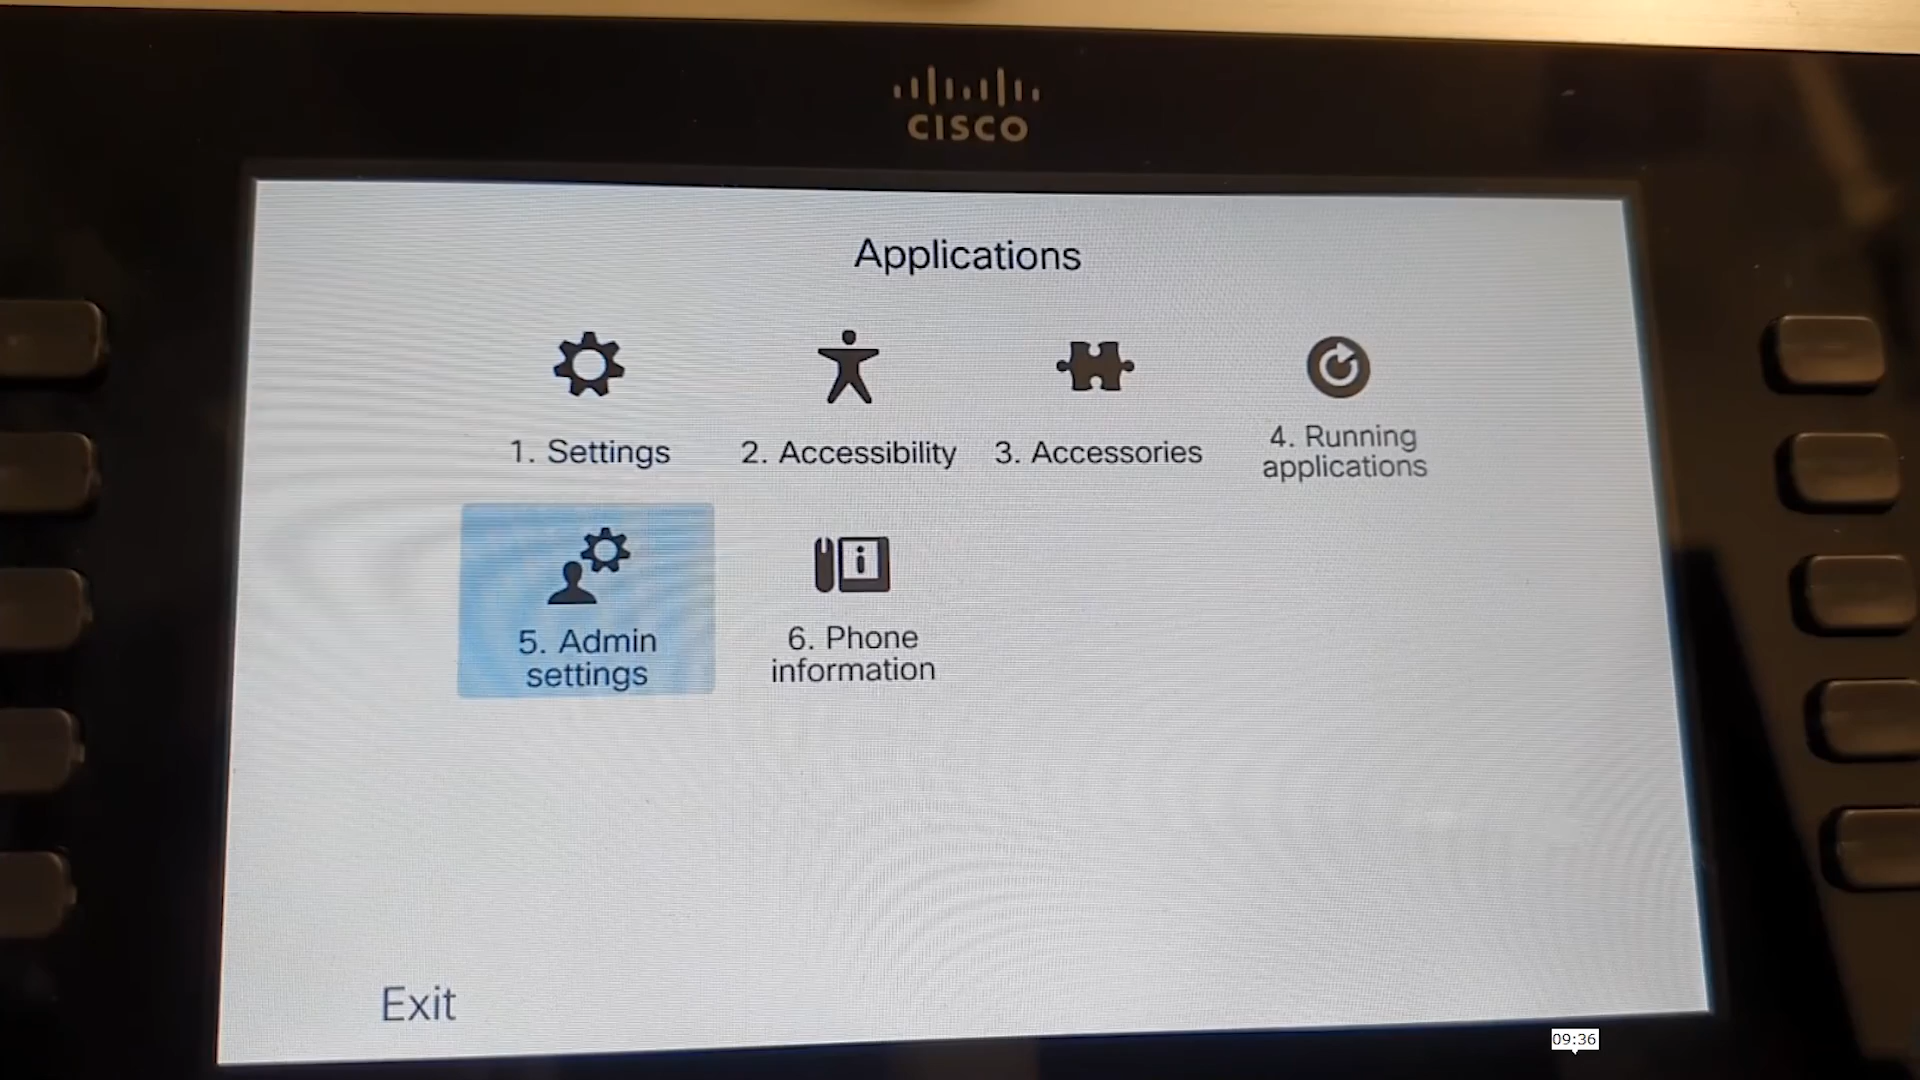 CISCO
Applications
1. Settings
2. Accessibility
3. Accessories
4. Running
applications
5. Admin
settings
6. Phone
information
Exit
09:36